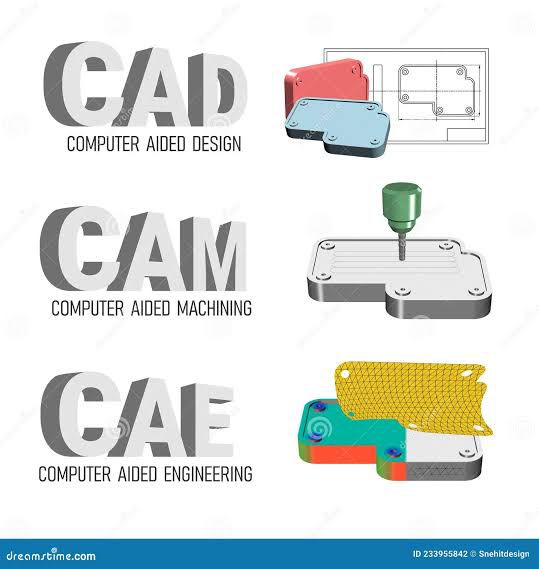 CAD
COMPUTER AIDED DESIGN
CAM
COMPUTER AIDED MACHINING
CAE
COMPUTER AIDED ENGINEERING
dreamstime.com
ID 233955842 © Snehitdesign